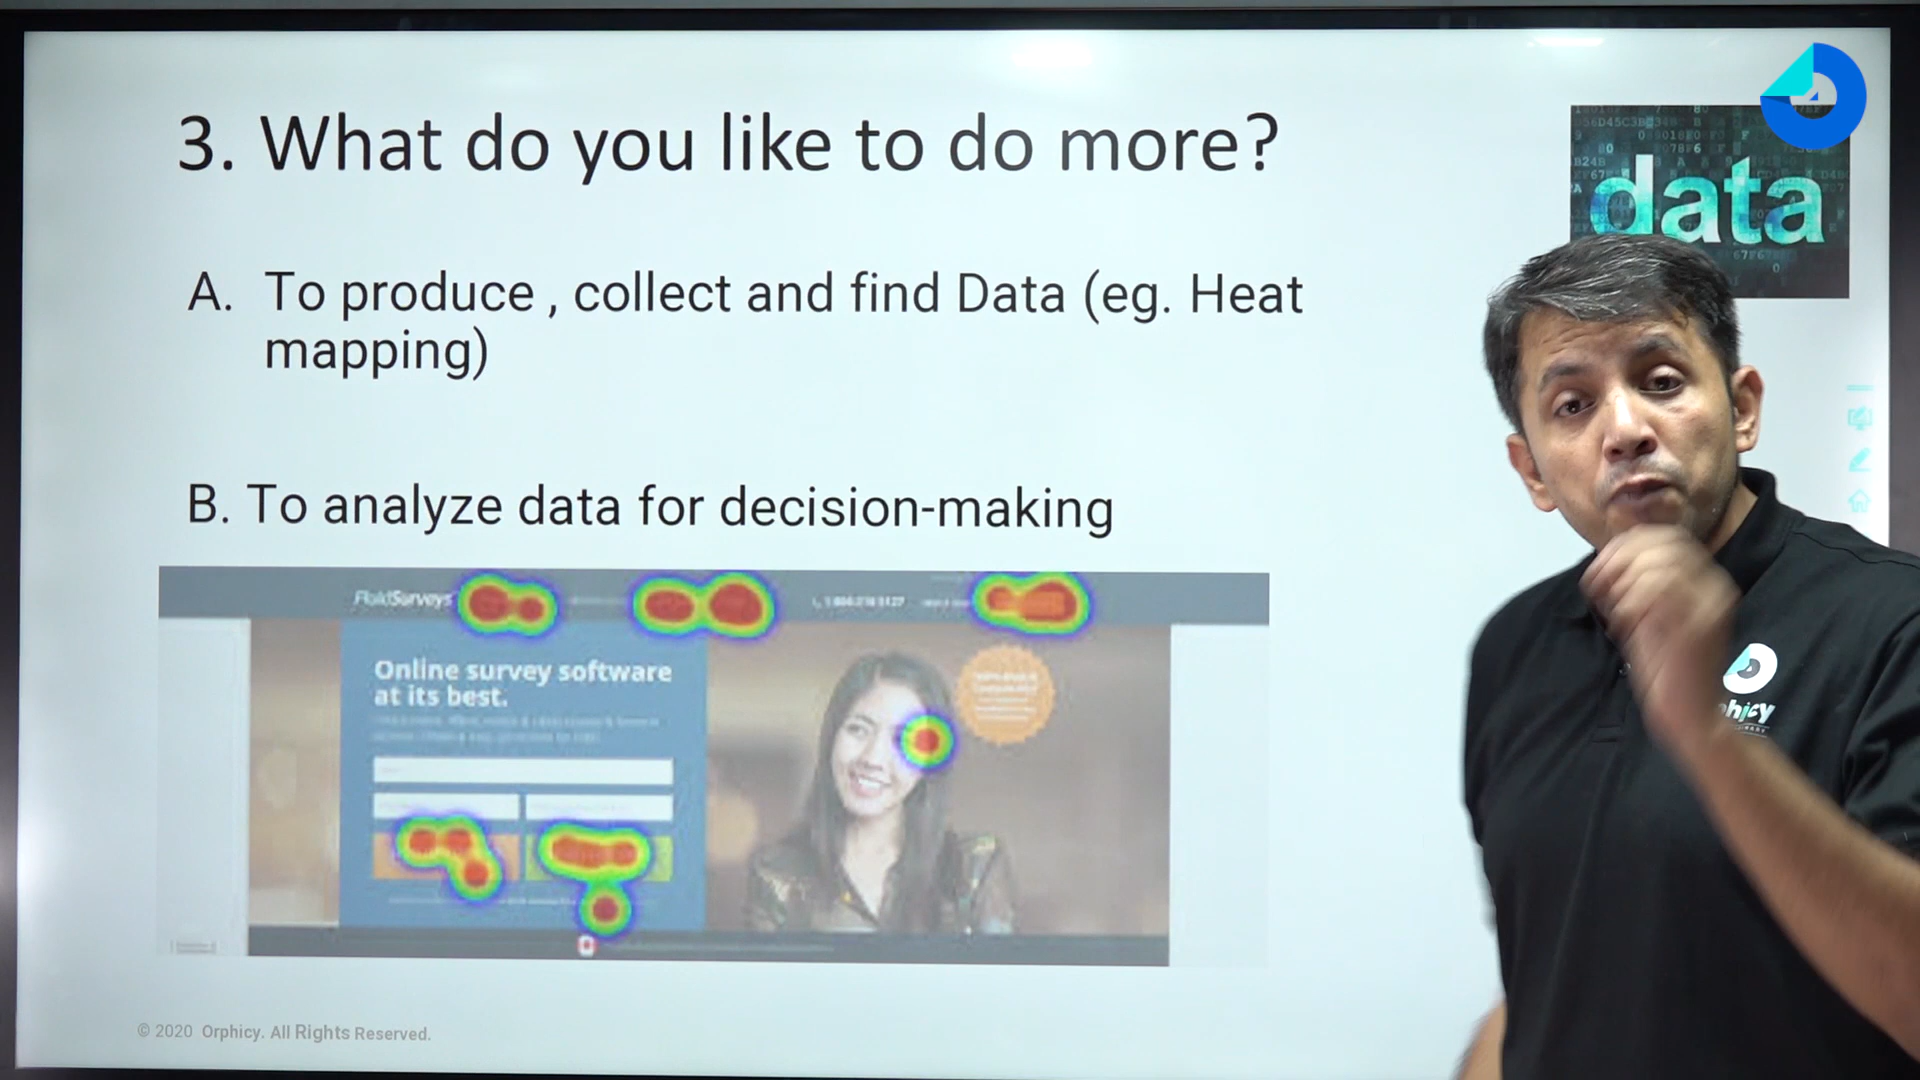 3. What do you like to do more?
data
A. To produce , collect and find Data (eg. Heat
mapping)
B. To analyze data for decision-making
FluidSurveys
Online survey software
at its best.
© 2020 Orphicy. All Rights Reserved.